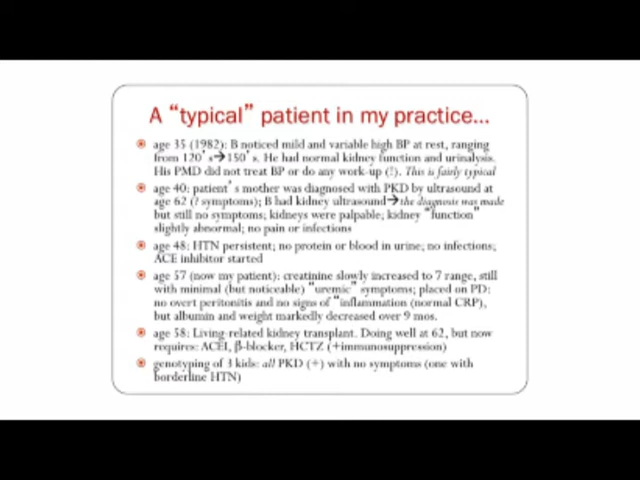 A “typical” patient in my practice...
age 35 (1982): B noticed mild and variable high BP at rest, ranging
from 120’s→150’s. He had normal kidney function and urinalysis.
His PMD did not treat BP or do any work-up (!). This is fairly typical
age 40: patient’s mother was diagnosed with PKD by ultrasound at
age 62 (? symptoms); B had kidney ultrasound→the diagnosis was made
but still no symptoms; kidneys were palpable; kidney “function”
slightly abnormal; no pain or infections
age 48: HTN persistent; no protein or blood in urine; no infections;
ACE inhibitor started
age 57 (now my patient): creatinine slowly increased to 7 range, still
with minimal (but noticeable) “uremic” symptoms; placed on PD;
no overt peritonitis and no signs of “inflammation (normal CRP),
but albumin and weight markedly decreased over 9 mos.
age 58: Living-related kidney transplant. Doing well at 62, but now
requires: ACEI, β-blocker, HCTZ (+immunosuppression)
genotyping of 3 kids: all PKD (+) with no symptoms (one with
borderline HTN)